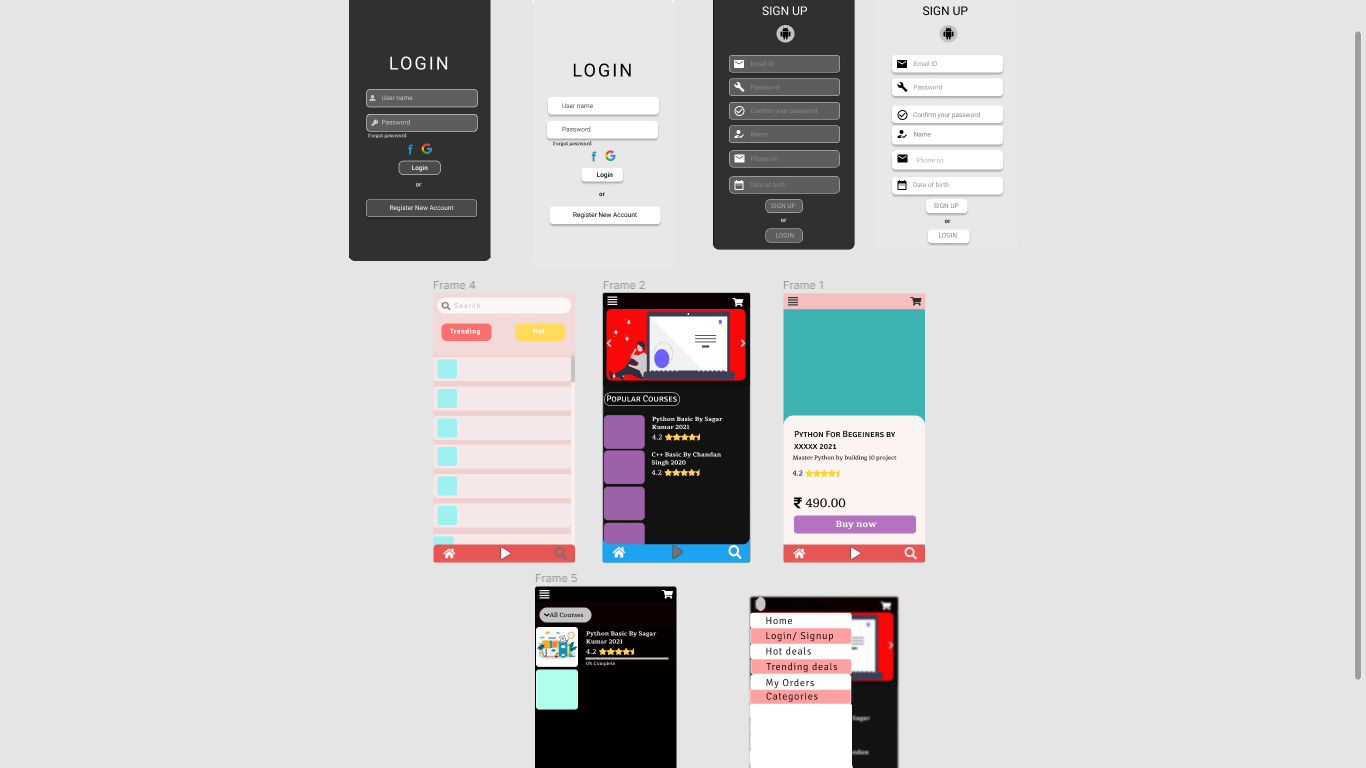 SIGN UP
SIGN UP
LOGIN
User name
Password
Forgot password
f G
Login
or
Register New Account
LOGIN
User name
Password
Forgot password
f G
Login
or
Register New Account
Email ID
Password
Confirm your password
Name
Phone no
Date of birth
SIGN UP
or
LOGIN
Email ID
Password
Confirm your password
Name
Phone no
Date of birth
SIGN UP
or
LOGIN
Frame 4
Search
Trending
Hot
Frame 2
Popular Courses
Python Basic By Sagar
Kumar 2021
4.2
C++ Basic By Chandan
Singh 2020
4.2
Frame 1
Python For Begeiners by
xxxxx 2021
Master Python by building 10 project
4.2
₹ 490.00
Buy now
Frame 5
All Courses
Python Basic By Sagar
Kumsr 2021
4.2
0% Complete
Home
Login/ Signup
Hot deals
Trending deals
My Orders
Categories
Sagar
ndan